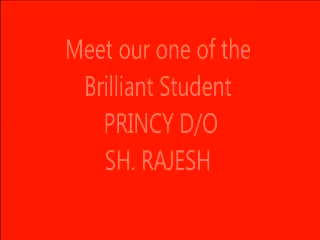 Meet our one of the
Brilliant Student
PRINCY D/O
SH. RAJESH